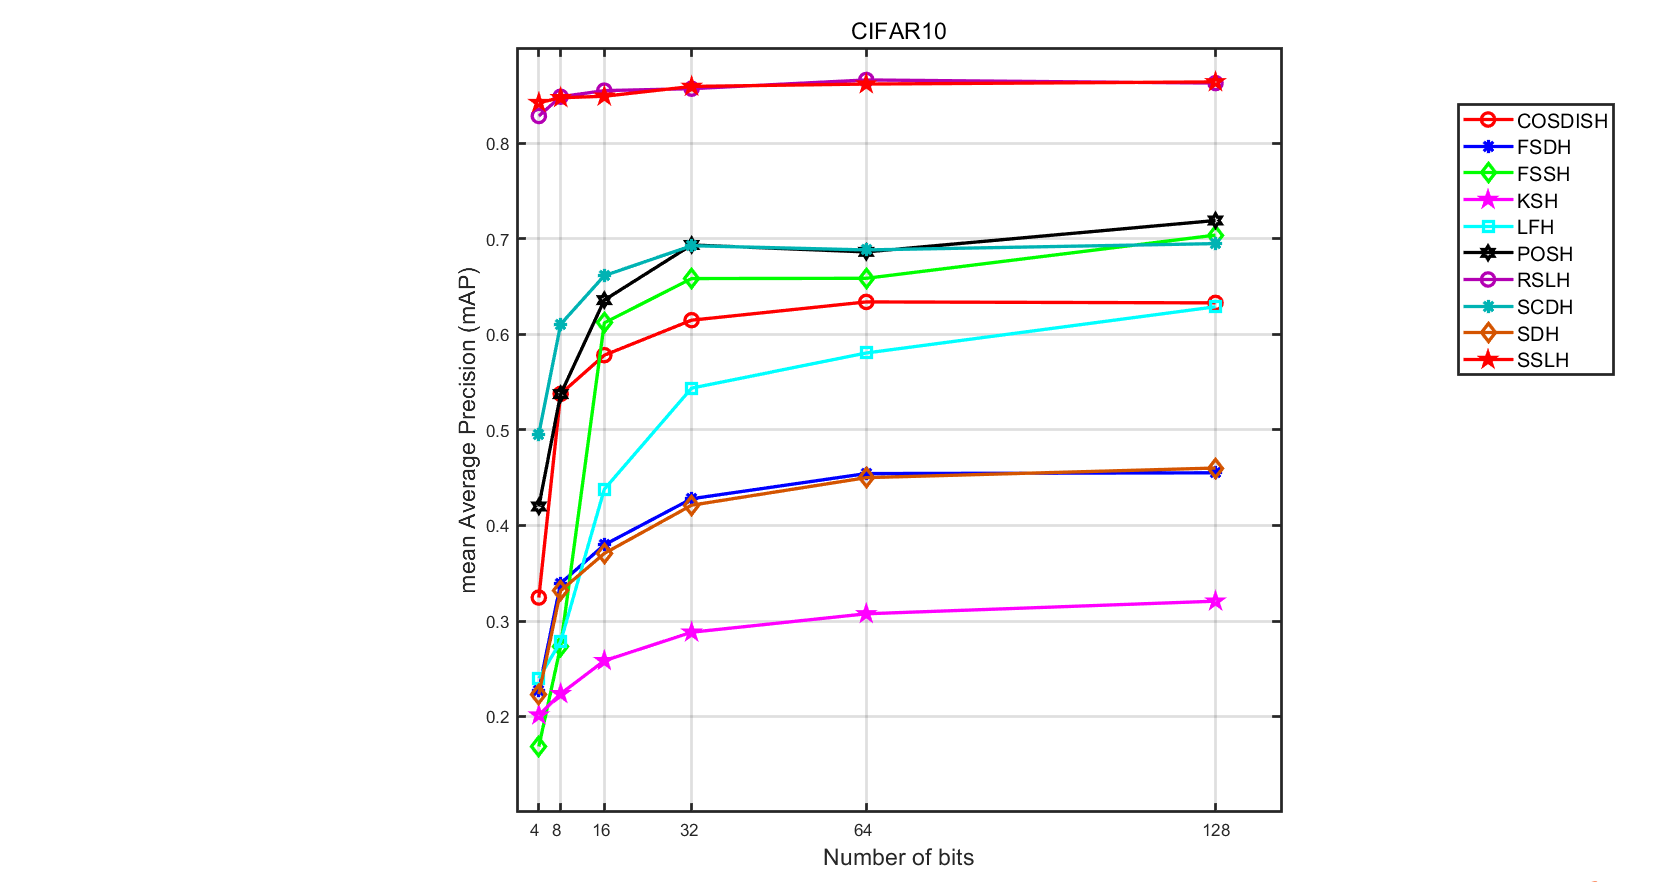 CIFAR10
0.8
0.7
0.6
0.5
0.4
0.3
0.2
mean Average Precision (mAP)
4 8 16 32 64 128
Number of bits
COSDISH
FSDH
FSSH
KSH
LFH
POSH
RSLH
SCDH
SDH
SSLH